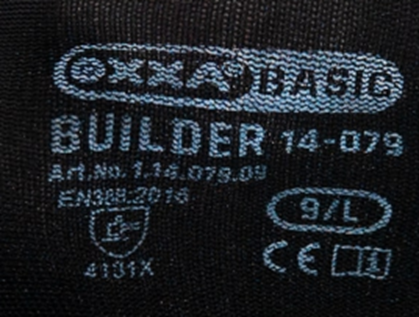 OXXA® BASIC
BUILDER 14-079
Art.No. 1.14.079.09
EN388:2016
9/L
4131X
CE